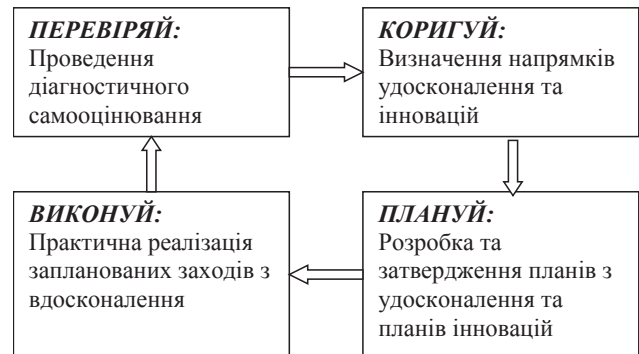 ПЕРЕВІРЯЙ:
Проведення
діагностичного
самооцінювання
КОРИГУЙ:
Визначення напрямків
удосконалення та
інновацій
ВИКОНУЙ:
Практична реалізація
запланованих заходів з
вдосконалення
ПЛАНУЙ:
Розробка та
затвердження планів з
удосконалення та
планів інновацій